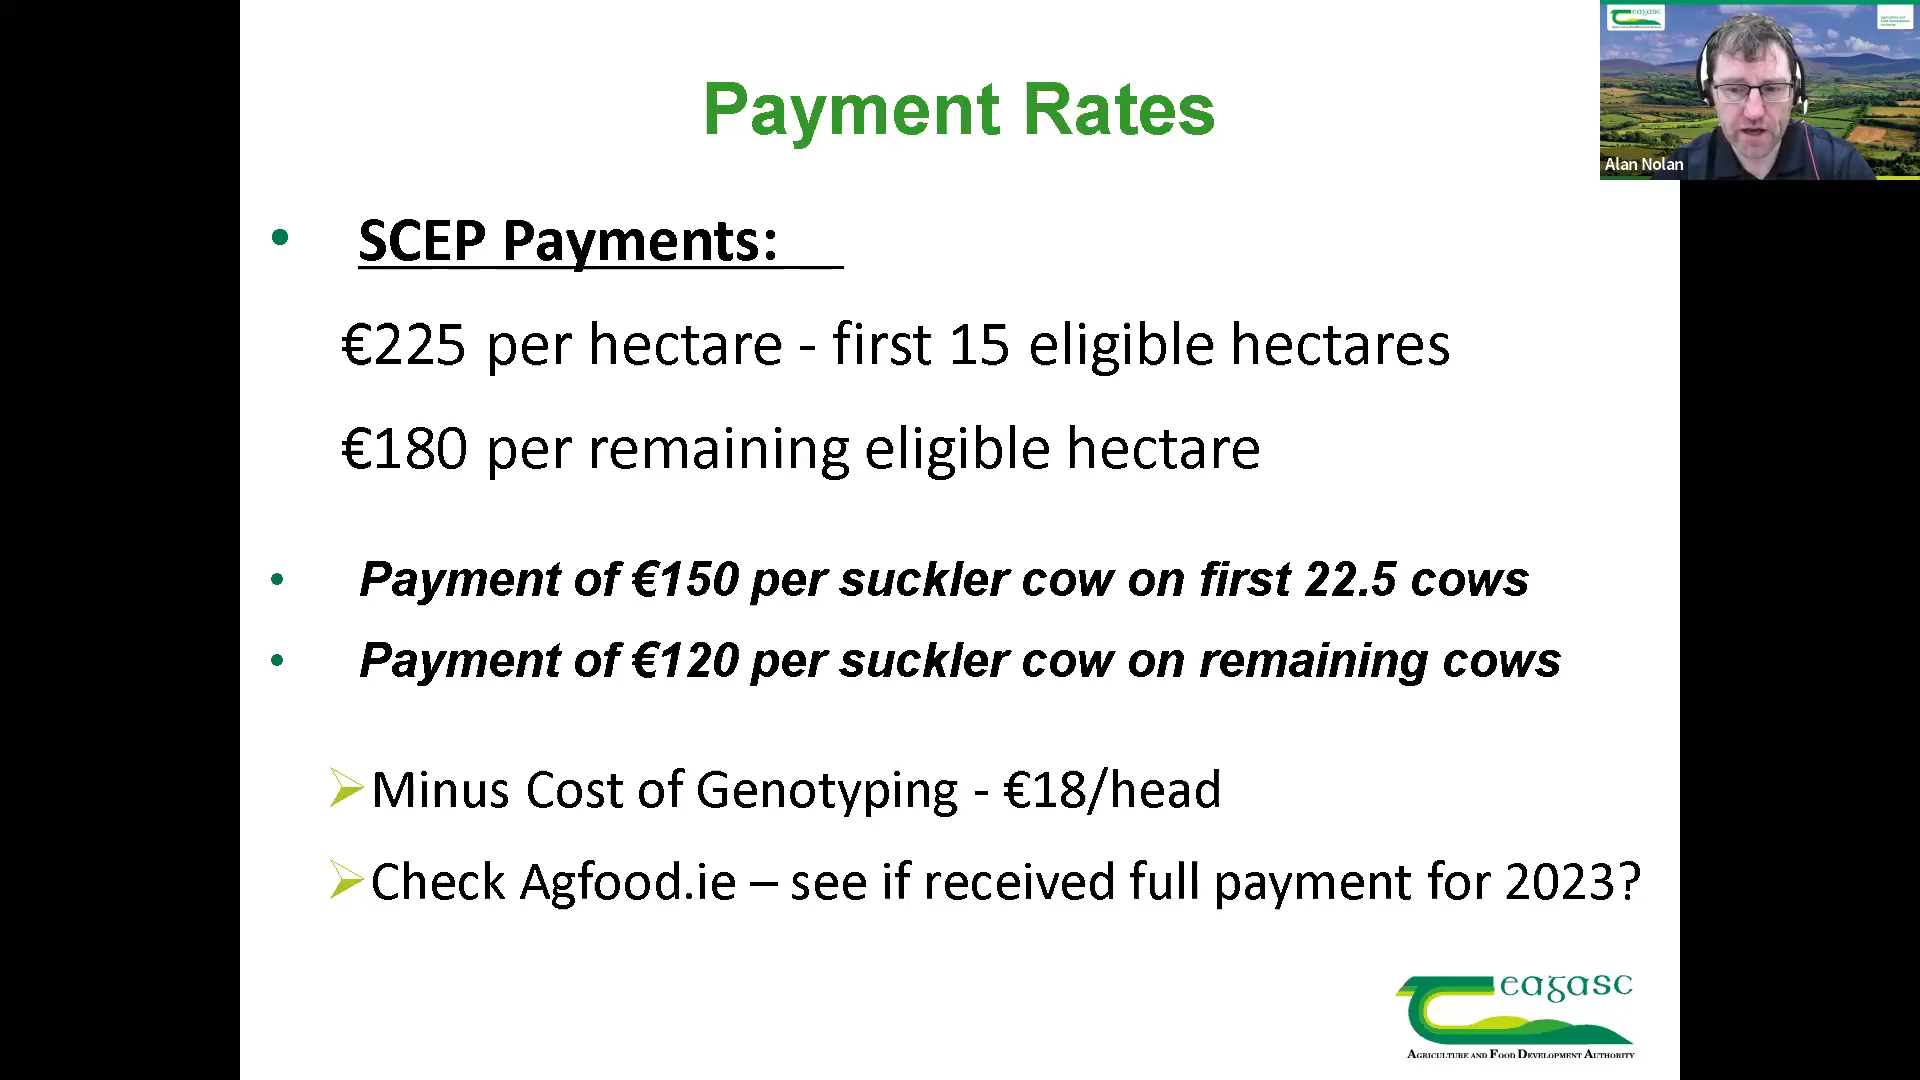 Payment Rates
• SCEP Payments:
€225 per hectare - first 15 eligible hectares
€180 per remaining eligible hectare
• Payment of €150 per suckler cow on first 22.5 cows
• Payment of €120 per suckler cow on remaining cows
Minus Cost of Genotyping - €18/head
Check Agfood.ie – see if received full payment for 2023?
eagasc
Alan Nolan
Teagasc
AGRICULTURE AND FOOD DEVELOPMENT AUTHORITY